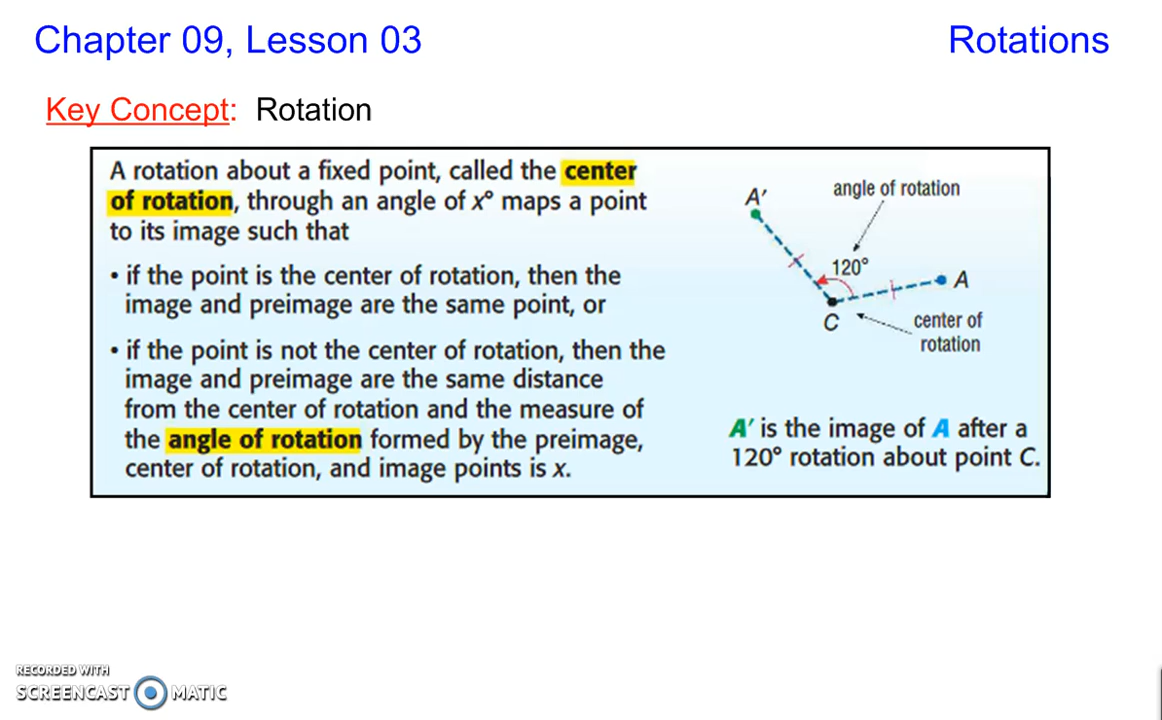 Chapter 09, Lesson 03
Rotations
Key Concept: Rotation
A rotation about a fixed point, called the center
of rotation, through an angle of x° maps a point
to its image such that
• if the point is the center of rotation, then the
image and preimage are the same point, or
• if the point is not the center of rotation, then the
image and preimage are the same distance
from the center of rotation and the measure of
the angle of rotation formed by the preimage,
center of rotation, and image points is x.
A′
angle of rotation
120°
A
C
center of
rotation
A′ is the image of A after a
120° rotation about point C.
RECORDED WITH
SCREENCAST MATIC